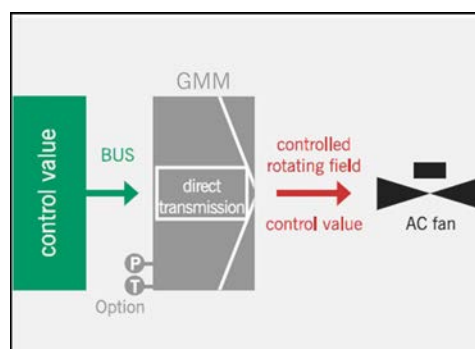 GMM
control value
BUS
direct
transmission
controlled
rotating field
control value
AC fan
P
T
Option